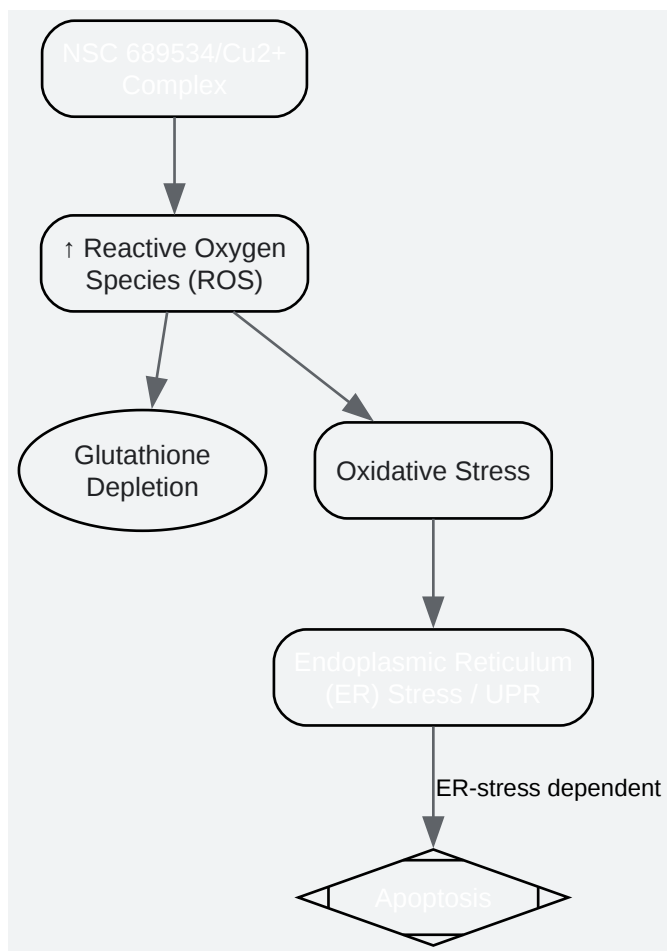 NSC 689534/Cu2+
Complex
↑ Reactive Oxygen
Species (ROS)
Glutathione
Depletion
Oxidative Stress
Endoplasmic Reticulum
(ER) Stress / UPR
ER-stress dependent
Apoptosis